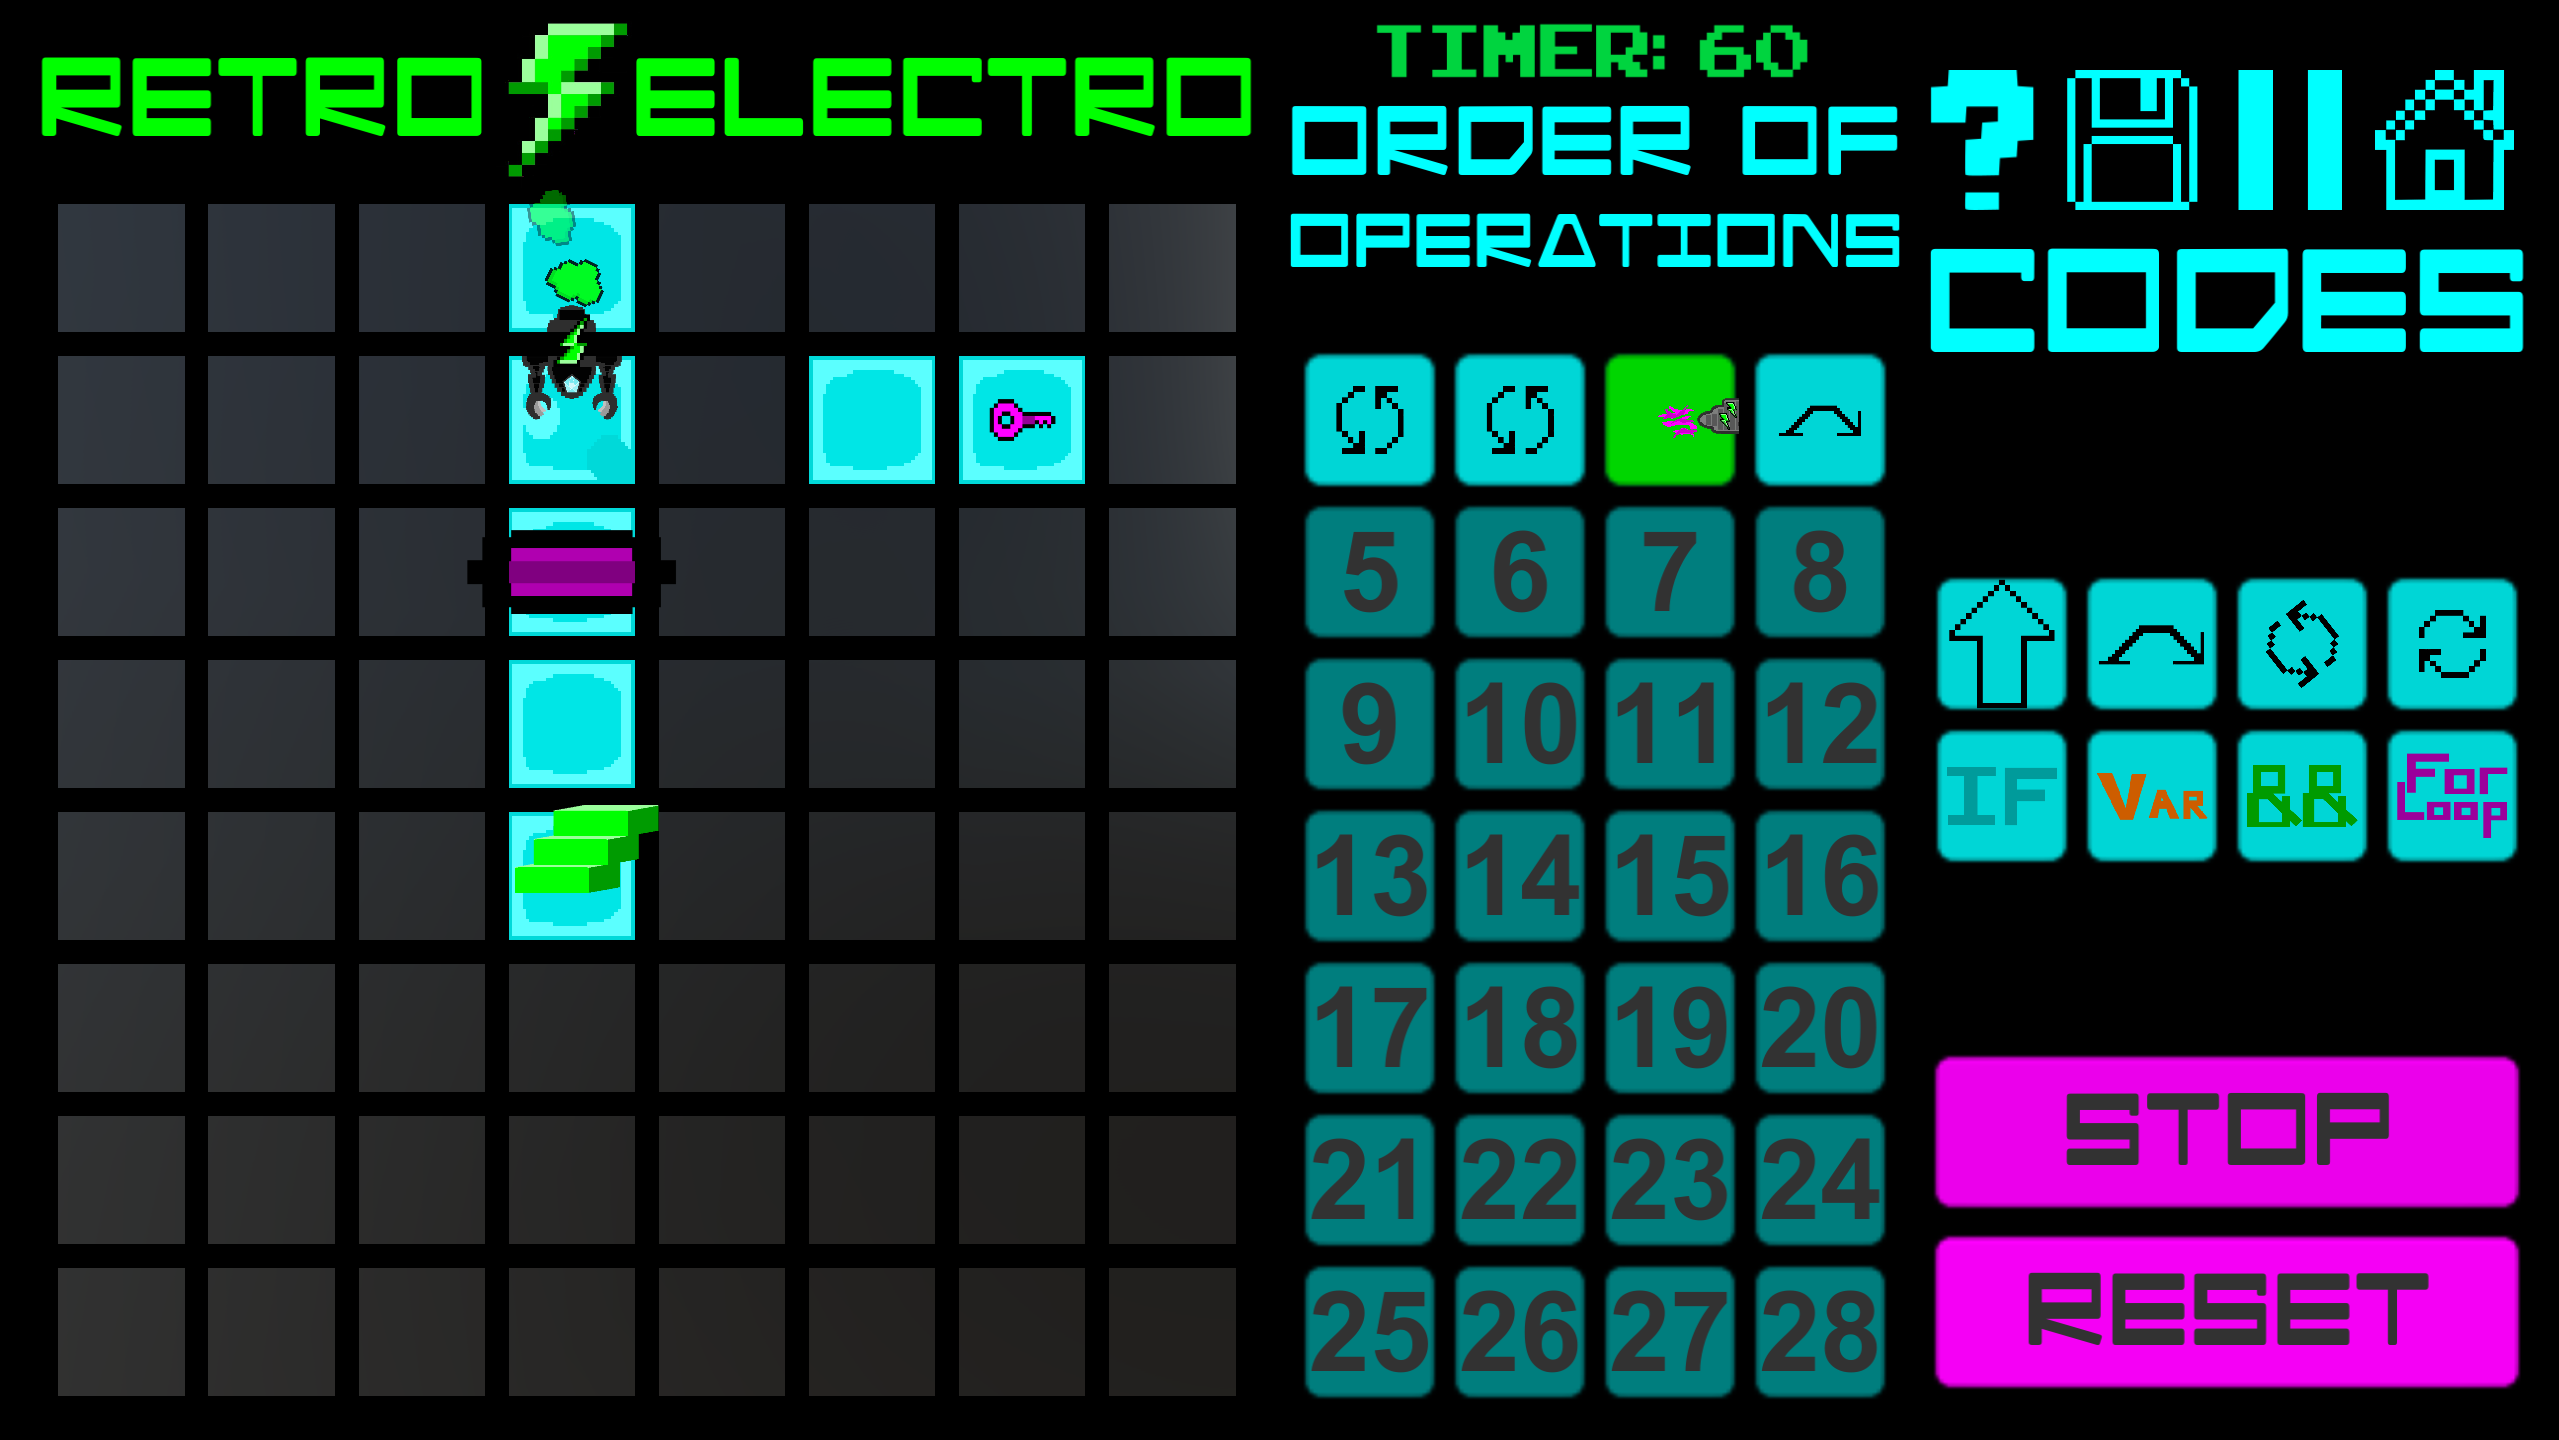 RETRO ELECTRO
TIMER: 60
ORDER OF
OPERATIONS
CODES
5 6 7 8
9 10 11 12
13 14 15 16
17 18 19 20
21 22 23 24
25 26 27 28
IF VAR && FOR LOOP
STOP
RESET